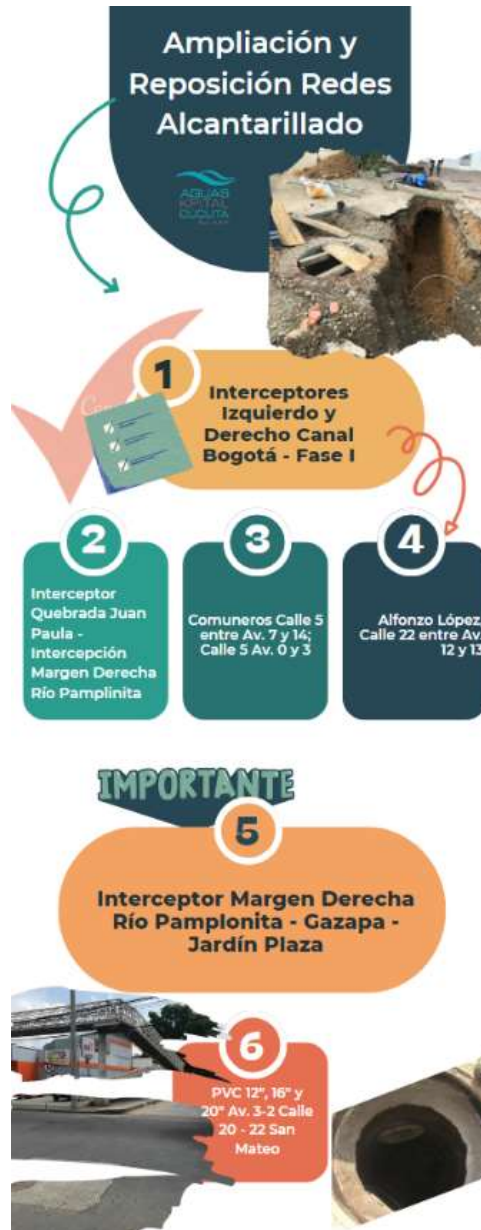 Ampliación y
Reposición Redes
Alcantarillado
AGUAS
KPITAL
CÚCUTA
1
Interceptores
Izquierdo y
Derecho Canal
Bogotá - Fase I
2
Interceptor
Quebrada Juan
Paula -
Intercepción
Margen Derecha
Río Pamplinita
3
Comuneros Calle 5
entre Av. 7 y 14;
Calle 5 Av. 0 y 3
4
Alfonzo López,
Calle 22 entre Av.
12 y 13
IMPORTANTE
5
Interceptor Margen Derecha
Río Pamplonita - Gazapa -
Jardín Plaza
6
PVC 12", 16" y
20" Av. 3-2 Calle
20 - 22 San
Mateo